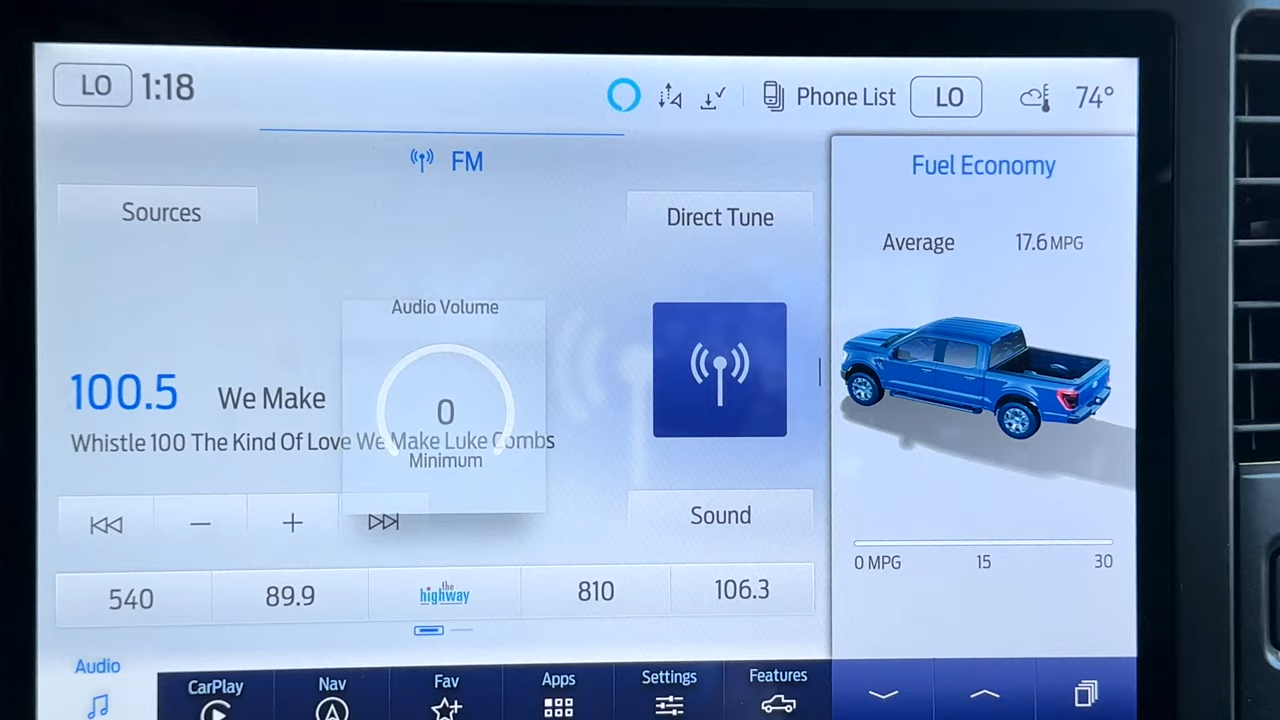 LO 1:18 Phone List LO 74°
FM
Fuel Economy
Sources
Direct Tune
Average 17.6 MPG
Audio Volume
0
Minimum
100.5 We Make
Whistle 100 The Kind Of Love We Make Luke Combs
Sound
0 MPG 15 30
540 89.9 the highway 810 106.3
Audio CarPlay Nav Fav Apps Settings Features